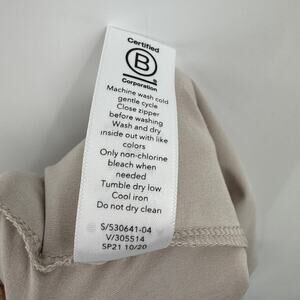 Certified
B
Corporation
Machine wash cold
gentle cycle
Close zipper
before washing
Wash and dry
inside out with like
colors
Only non-chlorine
bleach when
needed
Tumble dry low
Cool iron
Do not dry clean
S/530641-04
V/305514
SP21 10/20